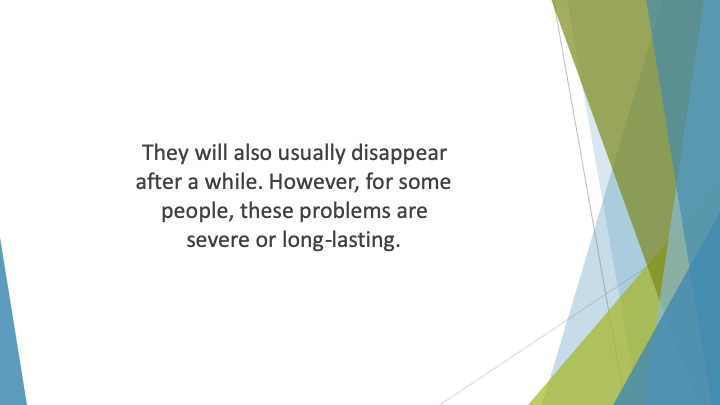 They will also usually disappear
after a while. However, for some
people, these problems are
severe or long-lasting.